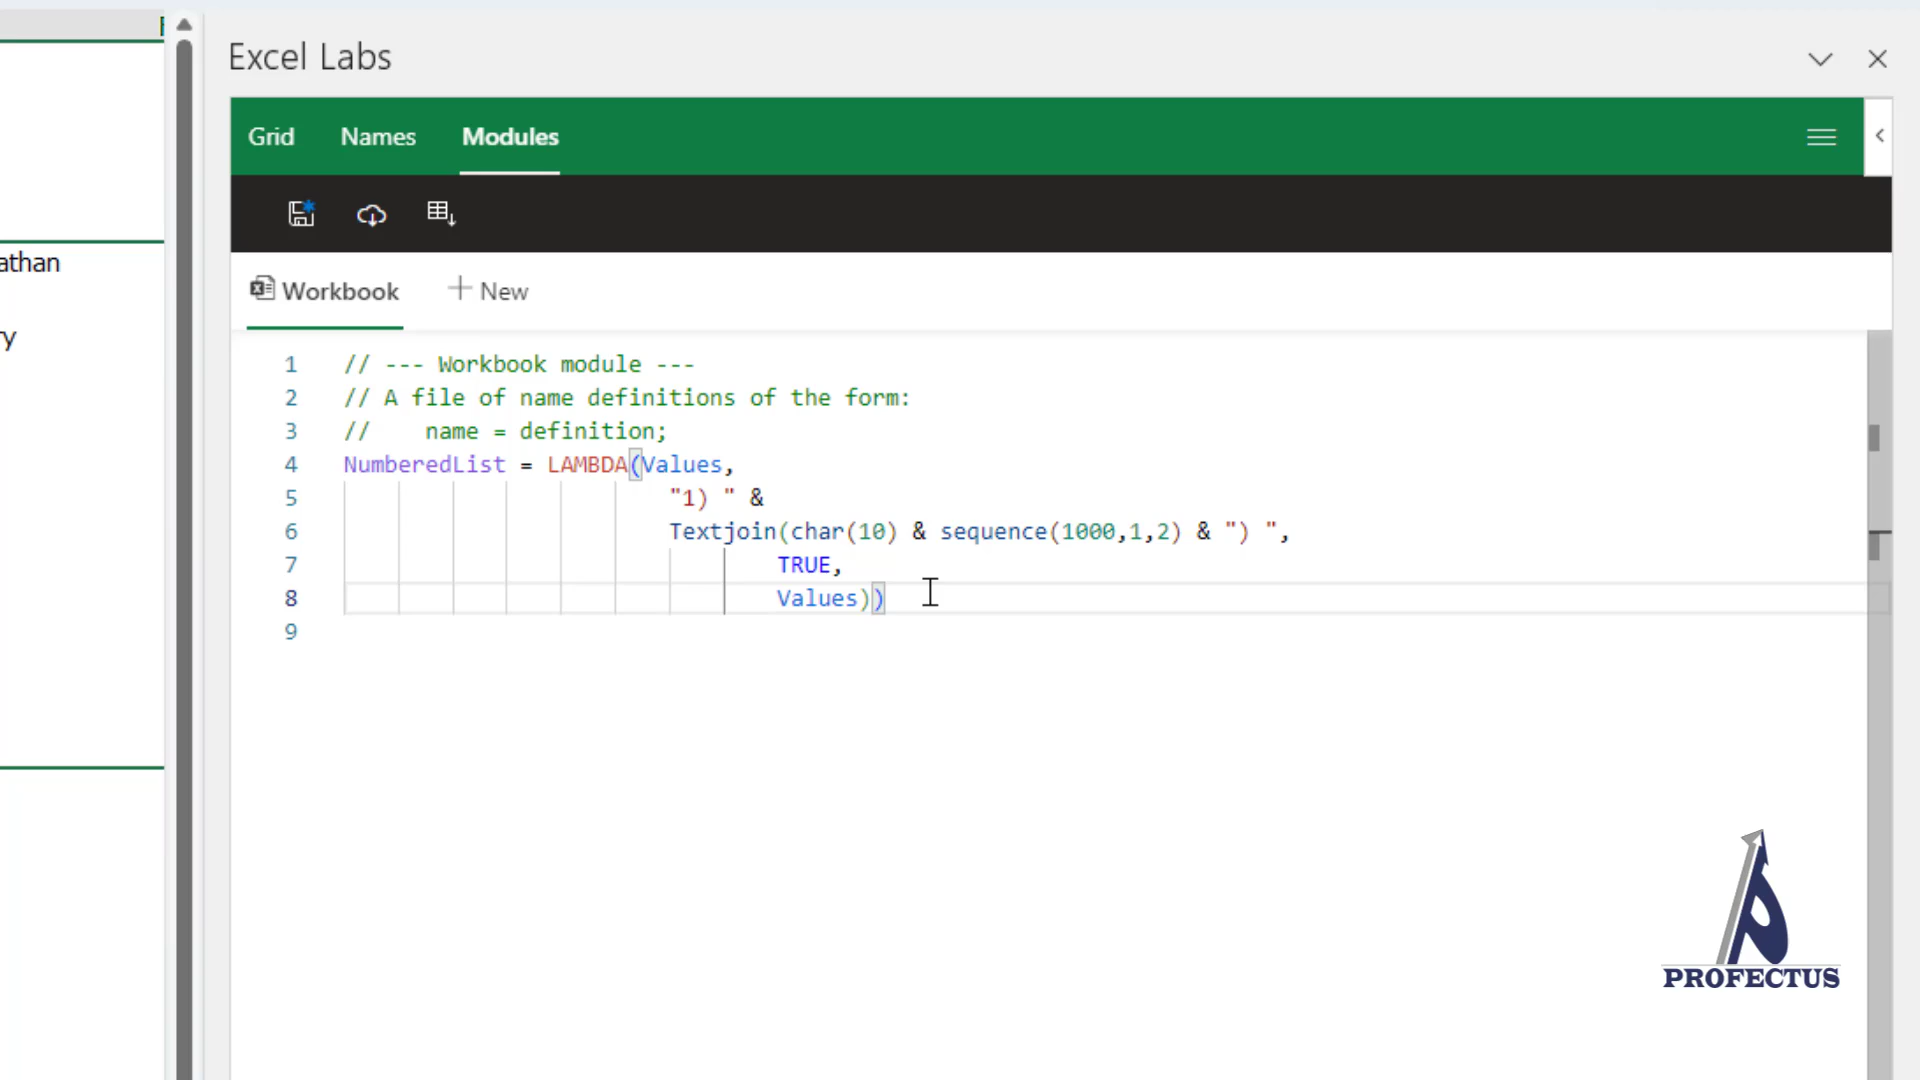 Excel Labs
Grid Names Modules
Workbook + New
athan
ry
1 // --- Workbook module ---
2 // A file of name definitions of the form:
3 // name = definition;
4 NumberedList = LAMBDA(Values,
5 "1) " &
6 Textjoin(char(10) & sequence(1000,1,2) & ") ",
7 TRUE,
8 Values))
9
PROFECTUS